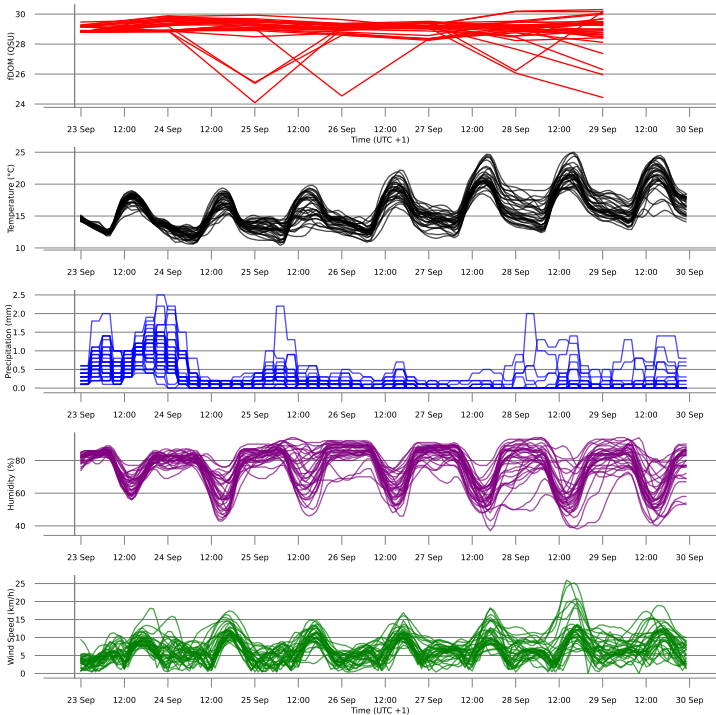 30
28
26
24
fDOM (QSU)
23 Sep 12:00 24 Sep 12:00 25 Sep 12:00 26 Sep 12:00 27 Sep 12:00 28 Sep 12:00 29 Sep 12:00 30 Sep
Time (UTC +1)
25
20
15
10
Temperature (°C)
23 Sep 12:00 24 Sep 12:00 25 Sep 12:00 26 Sep 12:00 27 Sep 12:00 28 Sep 12:00 29 Sep 12:00 30 Sep
2.5
2.0
1.5
1.0
0.5
0.0
Precipitation (mm)
23 Sep 12:00 24 Sep 12:00 25 Sep 12:00 26 Sep 12:00 27 Sep 12:00 28 Sep 12:00 29 Sep 12:00 30 Sep
80
60
40
Humidity (%)
23 Sep 12:00 24 Sep 12:00 25 Sep 12:00 26 Sep 12:00 27 Sep 12:00 28 Sep 12:00 29 Sep 12:00 30 Sep
25
20
15
10
5
0
Wind Speed (km/h)
23 Sep 12:00 24 Sep 12:00 25 Sep 12:00 26 Sep 12:00 27 Sep 12:00 28 Sep 12:00 29 Sep 12:00 30 Sep
Time (UTC +1)